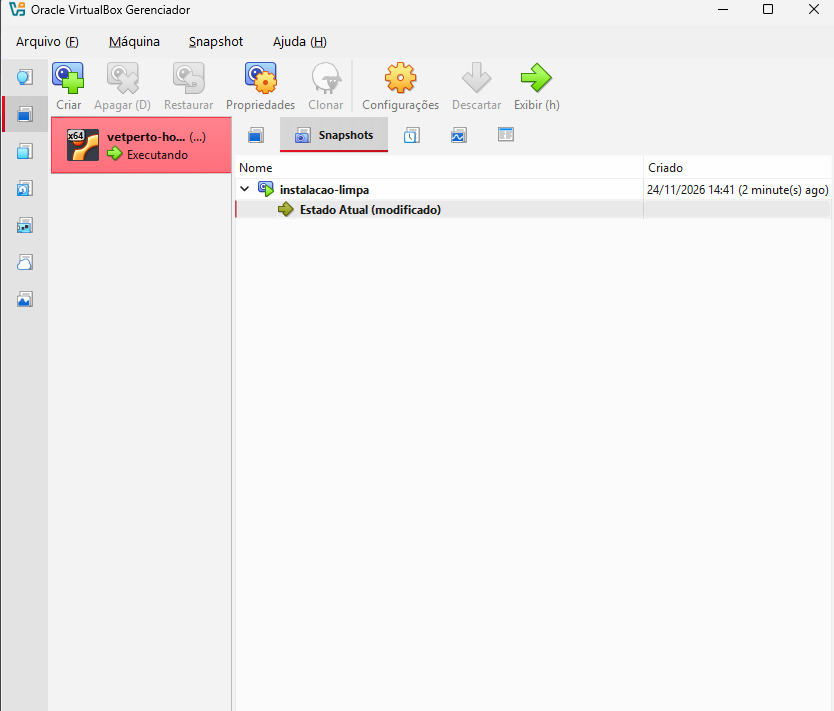 Oracle VirtualBox Gerenciador
Arquivo (F) Máquina Snapshot Ajuda (H)
Criar Apagar (D) Restaurar Propriedades Clonar Configurações Descartar Exibir (h)
x64 vetperto-ho... (...)
Executando
Snapshots
Nome Criado
instalacao-limpa 24/11/2026 14:41 (2 minute(s) ago)
Estado Atual (modificado)